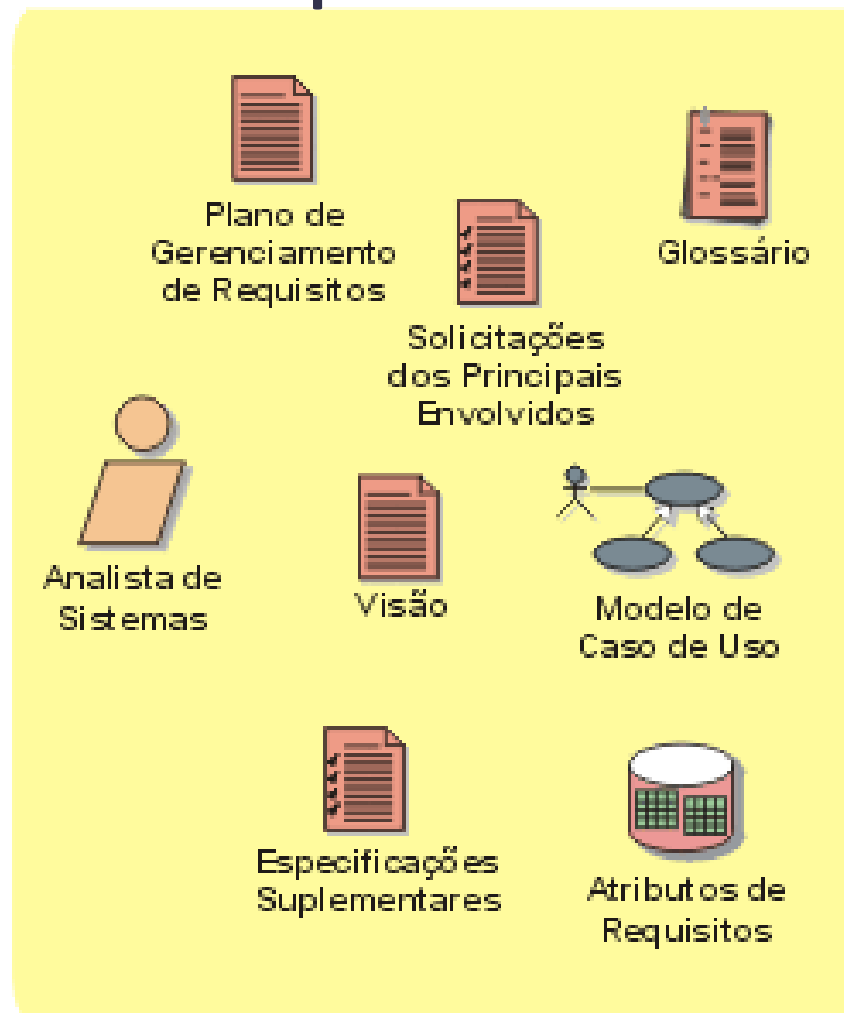 Plano de
Gerenciamento
de Requisitos
Glossário
Solicitações
dos Principais
Envolvidos
Analista de
Sistemas
Visão
Modelo de
Caso de Uso
Especificações
Suplementares
Atributos de
Requisitos